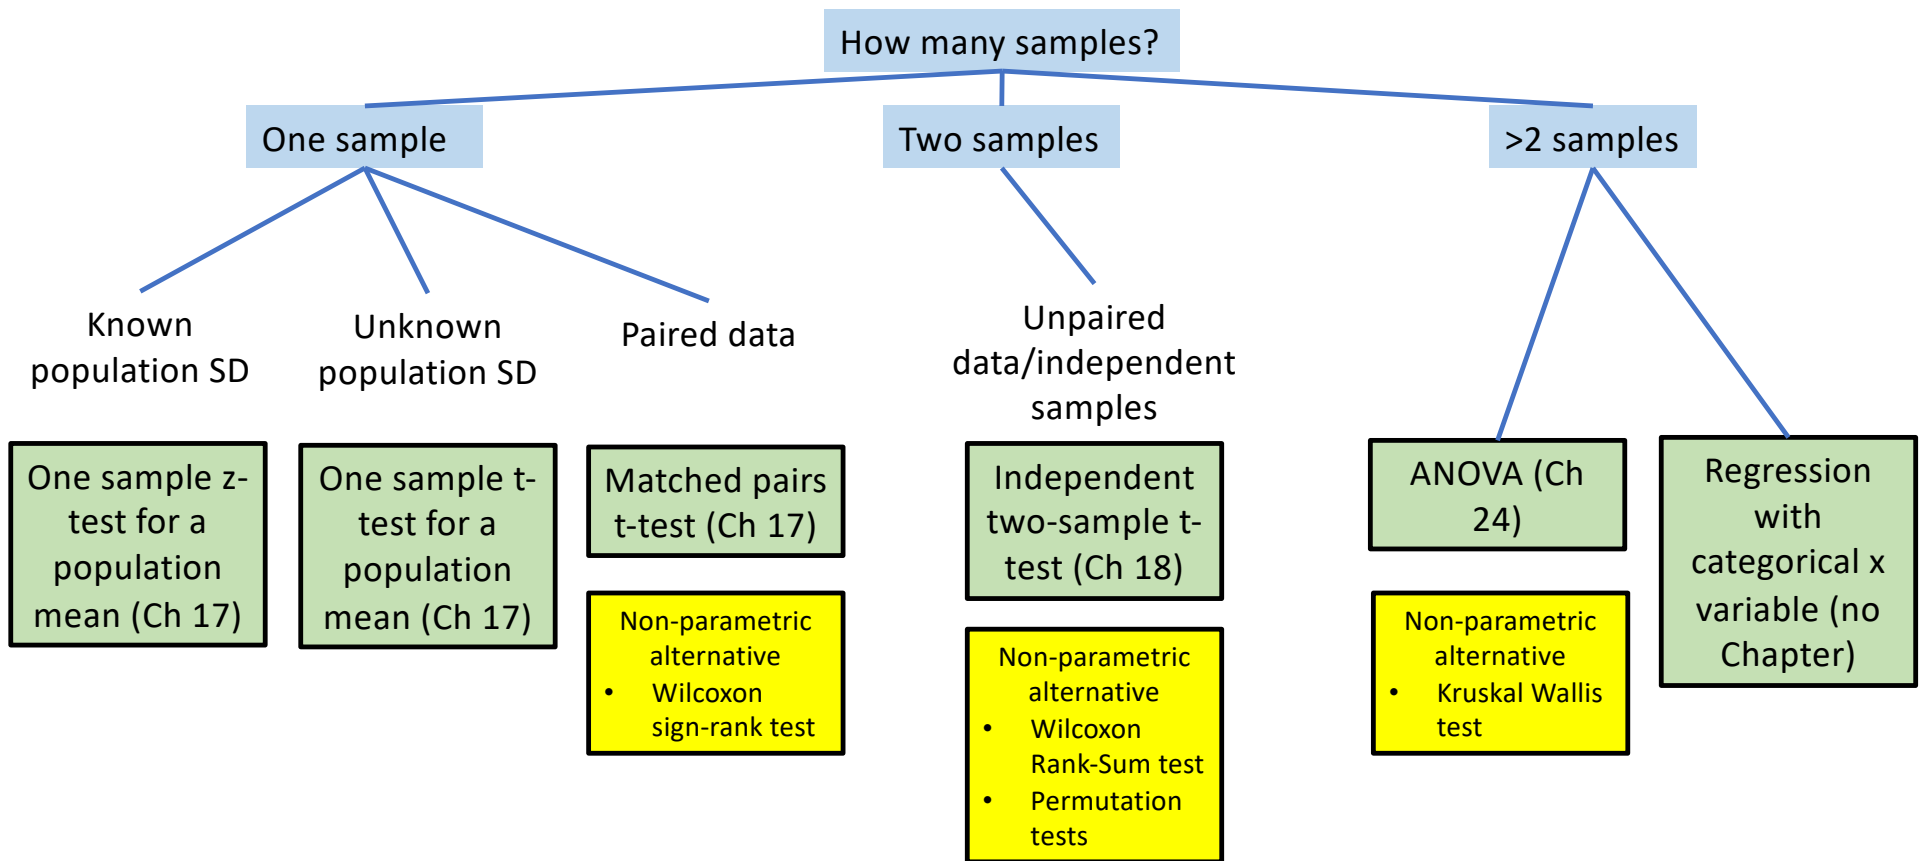 How many samples?
One sample
Two samples
>2 samples
Known
population SD
Unknown
population SD
Paired data
Unpaired
data/independent
samples
One sample z-
test for a
population
mean (Ch 17)
One sample t-
test for a
population
mean (Ch 17)
Matched pairs
t-test (Ch 17)
Non-parametric
alternative
• Wilcoxon
sign-rank test
Independent
two-sample t-
test (Ch 18)
Non-parametric
alternative
• Wilcoxon
Rank-Sum test
• Permutation
tests
ANOVA (Ch
24)
Non-parametric
alternative
• Kruskal Wallis
test
Regression
with
categorical x
variable (no
Chapter)